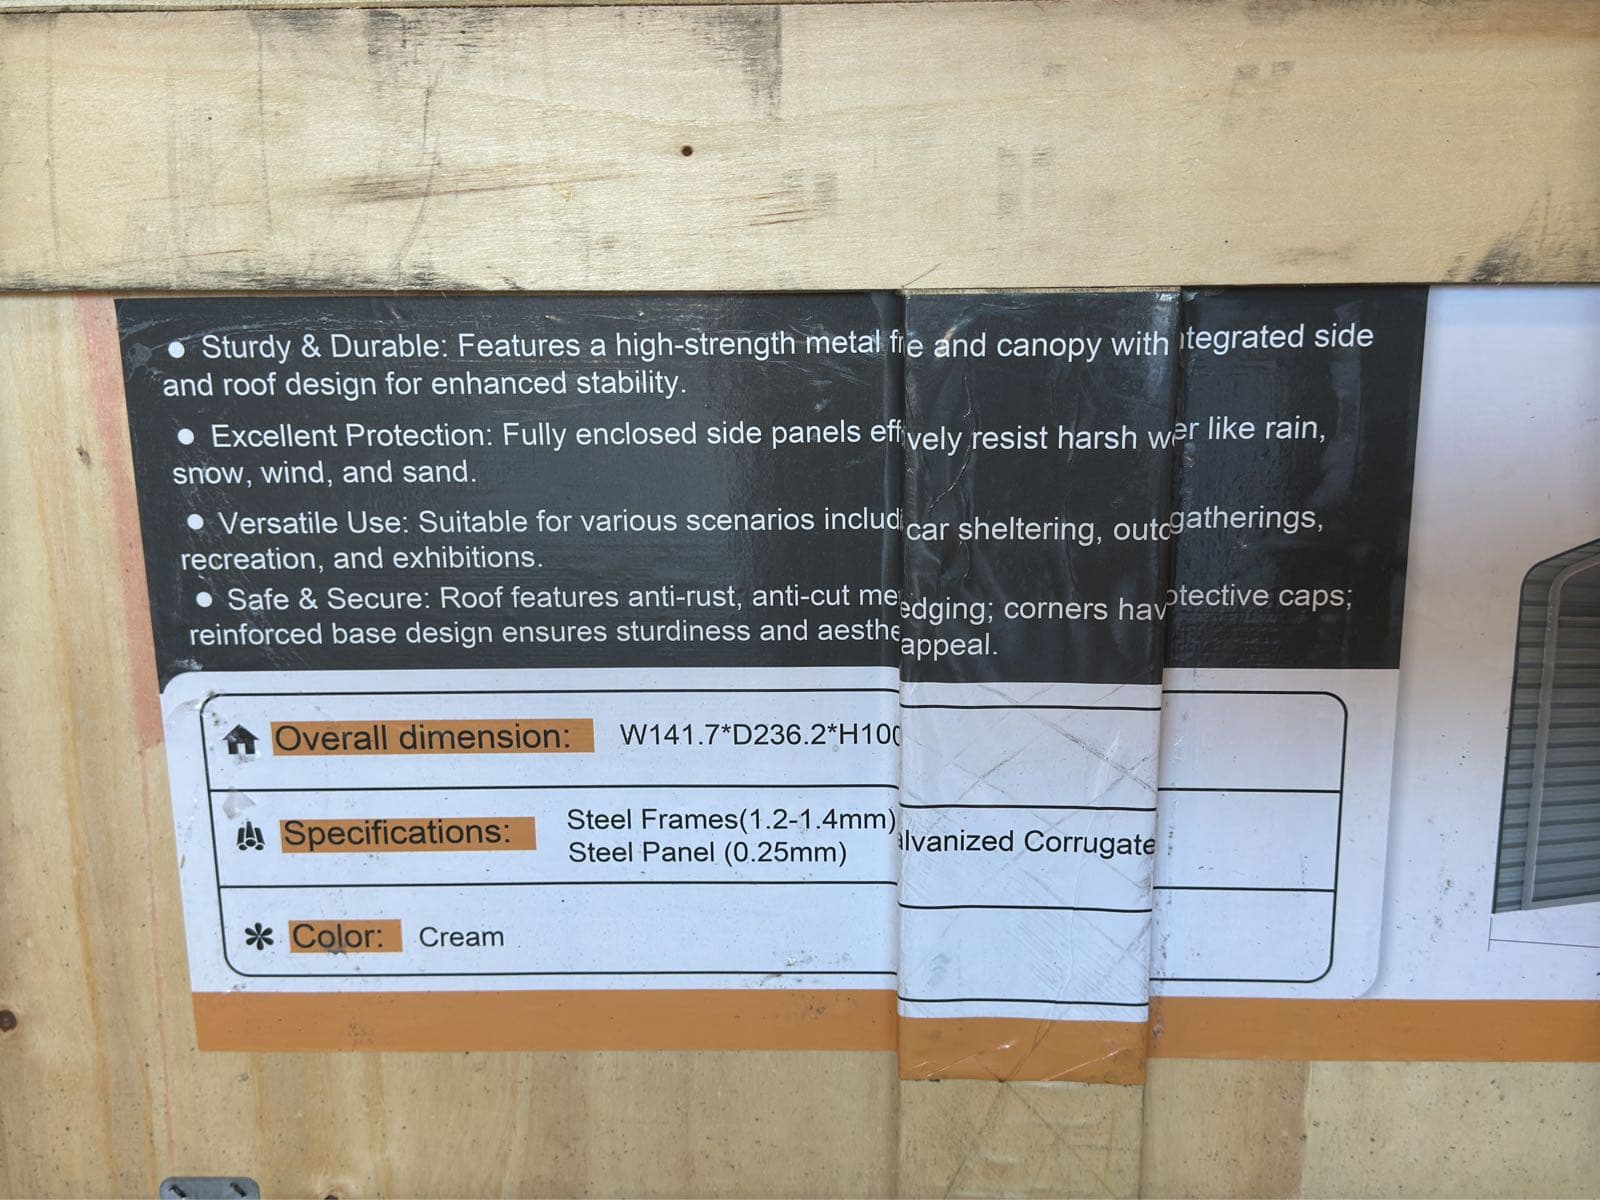 ● Sturdy & Durable: Features a high-strength metal fr e and canopy with ntegrated side
and roof design for enhanced stability.
● Excellent Protection: Fully enclosed side panels eff vely resist harsh we er like rain,
snow, wind, and sand.
● Versatile Use: Suitable for various scenarios includ car sheltering, outd gatherings,
recreation, and exhibitions.
● Safe & Secure: Roof features anti-rust, anti-cut me edging; corners hav otective caps;
reinforced base design ensures sturdiness and aesthe appeal.
Overall dimension: W141.7*D236.2*H100
Specifications: Steel Frames(1.2-1.4mm) alvanized Corrugate
Steel Panel (0.25mm)
Color: Cream